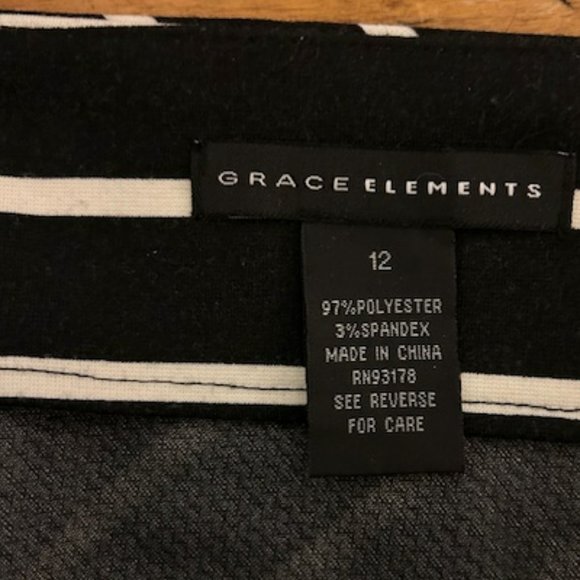 GRACE ELEMENTS
12
97%POLYESTER
3%SPANDEX
MADE IN CHINA
RN93178
SEE REVERSE
FOR CARE